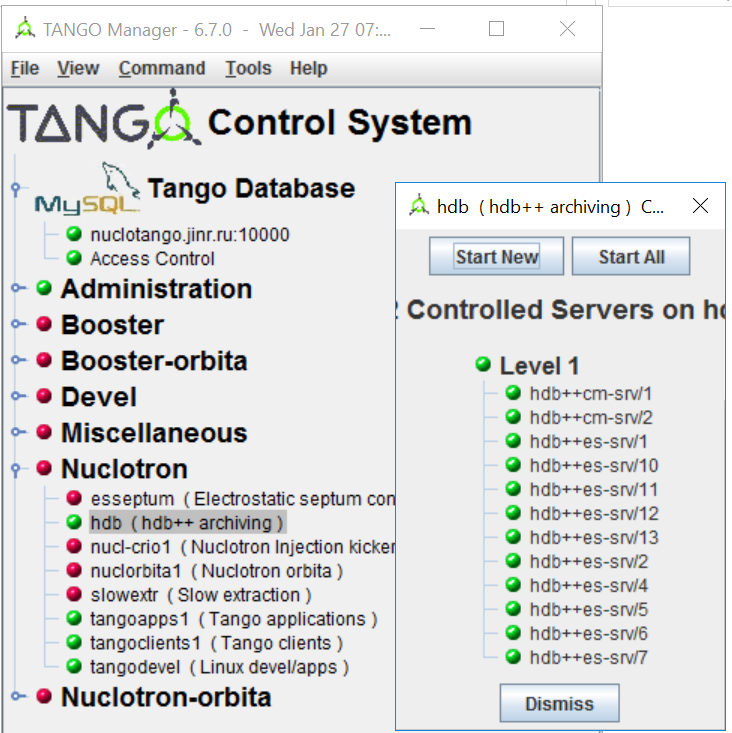 TANGO Manager - 6.7.0 - Wed Jan 27 07:...
File View Command Tools Help
TANGO Control System
MySQL Tango Database
nuclotango.jinr.ru:10000
Access Control
Administration
Booster
Booster-orbita
Devel
Miscellaneous
Nuclotron
esseptum ( Electrostatic septum con
hdb ( hdb++ archiving )
nucl-crio1 ( Nuclotron Injection kicker
nuclorbita1 ( Nuclotron orbita )
slowextr ( Slow extraction )
tangoapps1 ( Tango applications )
tangoclients1 ( Tango clients )
tangodevel ( Linux devel/apps )
Nuclotron-orbita
hdb ( hdb++ archiving ) C...
Start New Start All
2 Controlled Servers on hd
Level 1
hdb++cm-srv/1
hdb++cm-srv/2
hdb++es-srv/1
hdb++es-srv/10
hdb++es-srv/11
hdb++es-srv/12
hdb++es-srv/13
hdb++es-srv/2
hdb++es-srv/4
hdb++es-srv/5
hdb++es-srv/6
hdb++es-srv/7
Dismiss